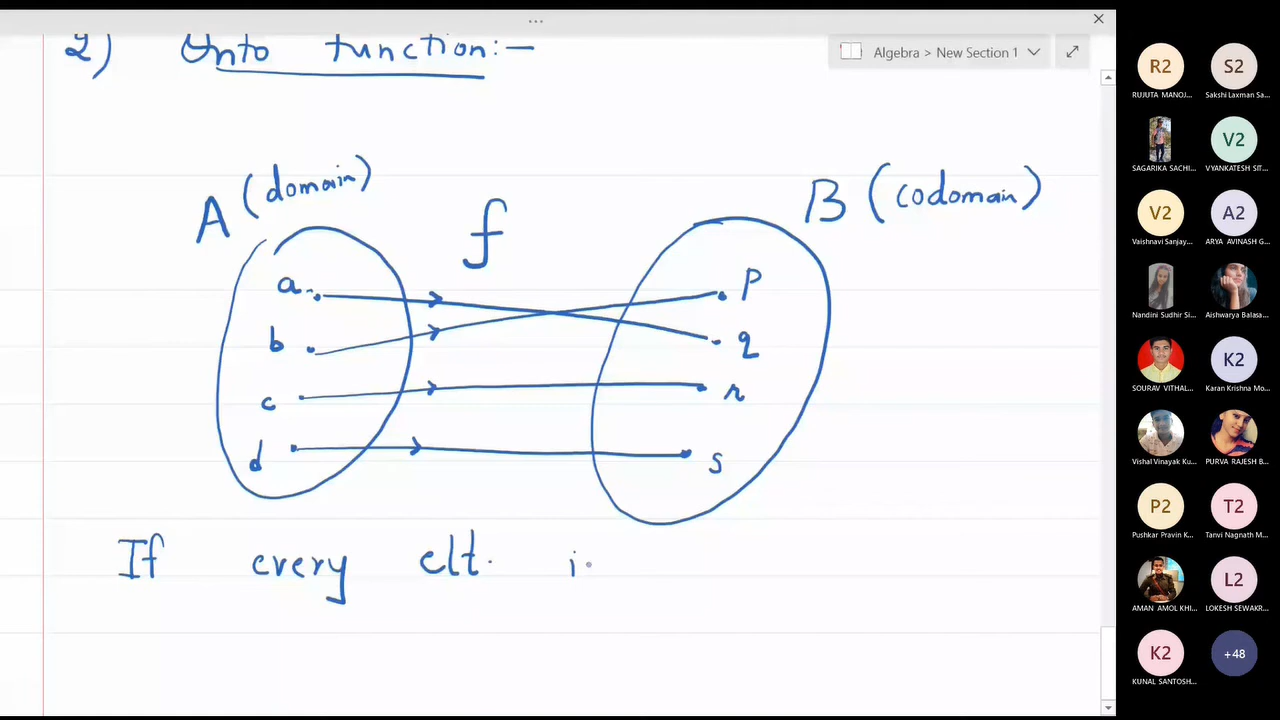 ...
Algebra > New Section 1
2) Onto function:-
A (domain)
f
B (codomain)
a
b
c
d
p
q
r
s
If every elt. i
R2
S2
RUJUTA MANOJ...
Sakshi Laxman Sa...
V2
SAGARIKA SACHI...
VYANKATESH SIT...
V2
A2
Vaishnavi Sanjay...
ARYA AVINASH G...
Nandini Sudhir Si...
Aishwarya Balasa...
K2
SOURAV VITHAL...
Karan Krishna Mo...
Vishal Vinayak Ku...
PURVA RAJESH B...
P2
T2
Pushkar Pravin K...
Tanvi Nagnath M...
L2
AMAN AMOL KHI...
LOKESH SEWAKR...
K2
+48
KUNAL SANTOSH...